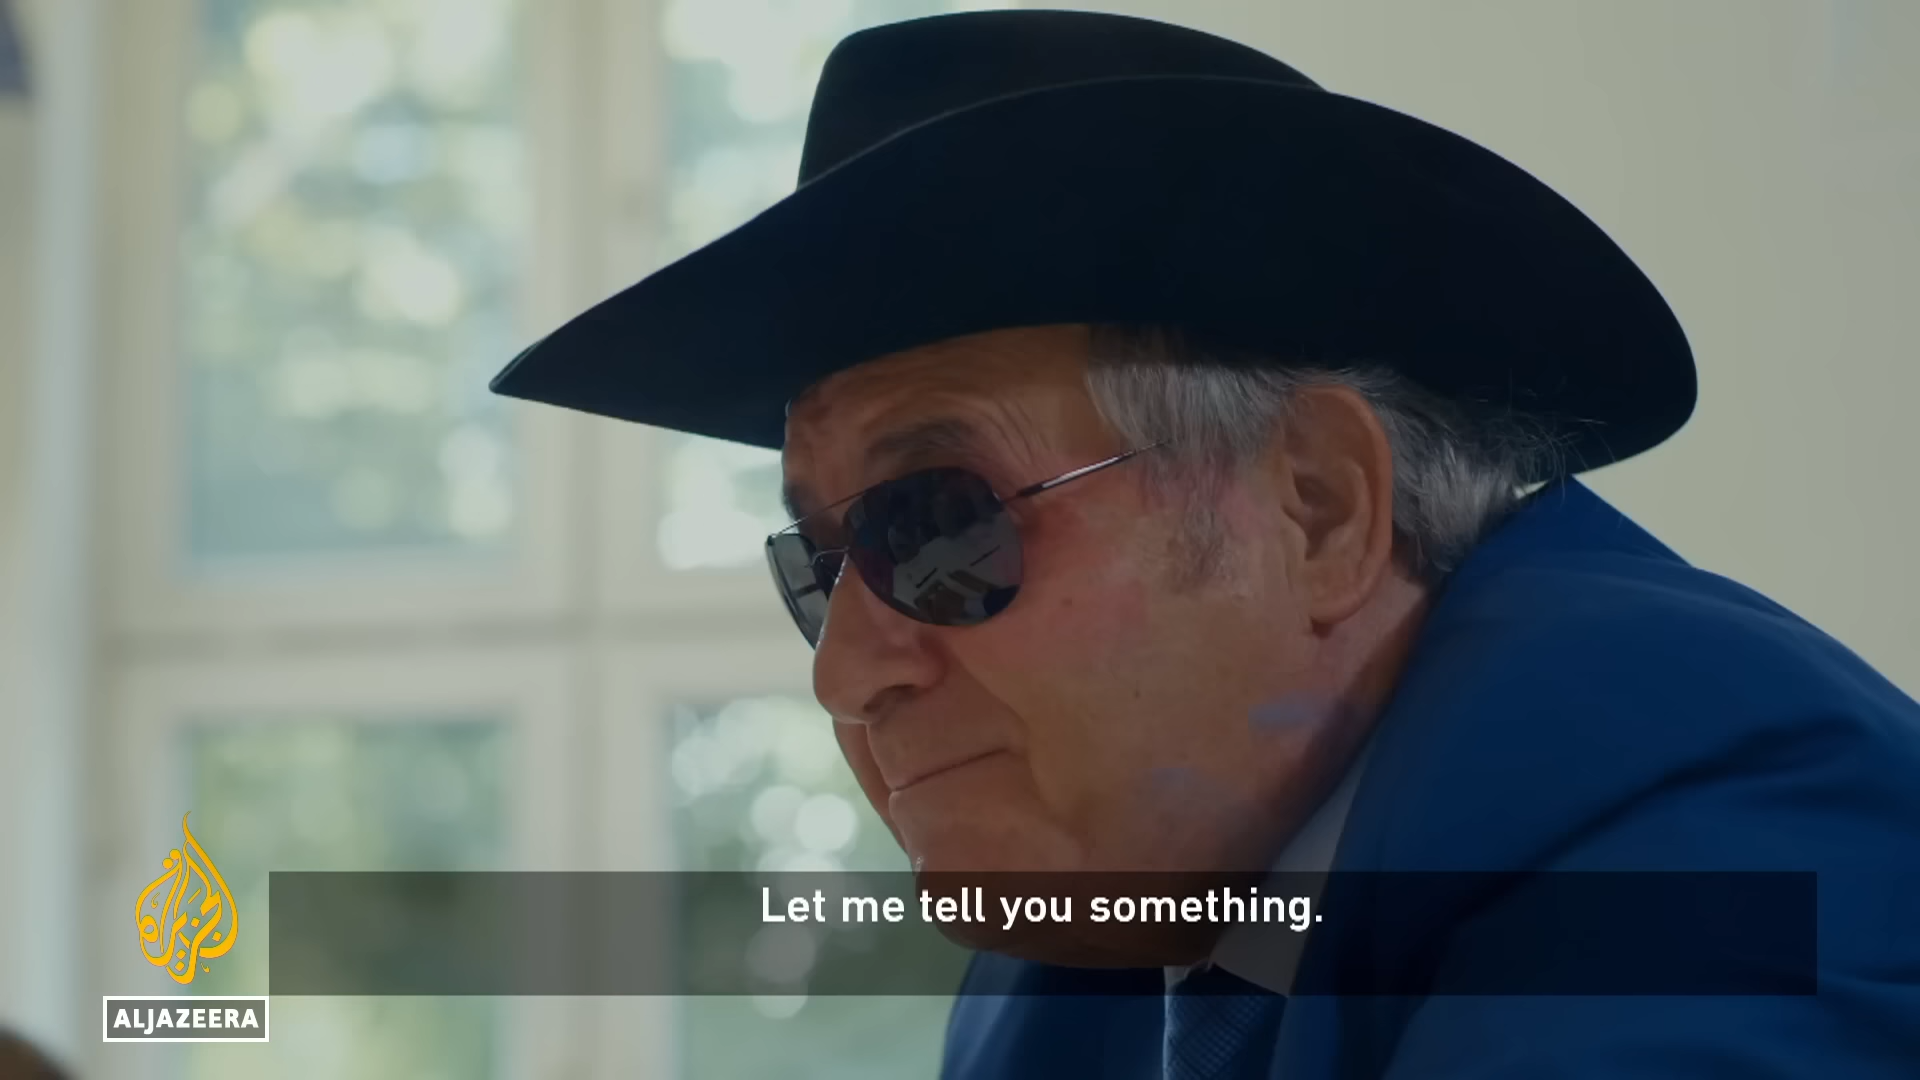 Let me tell you something.
الجزيرة
ALJAZEERA